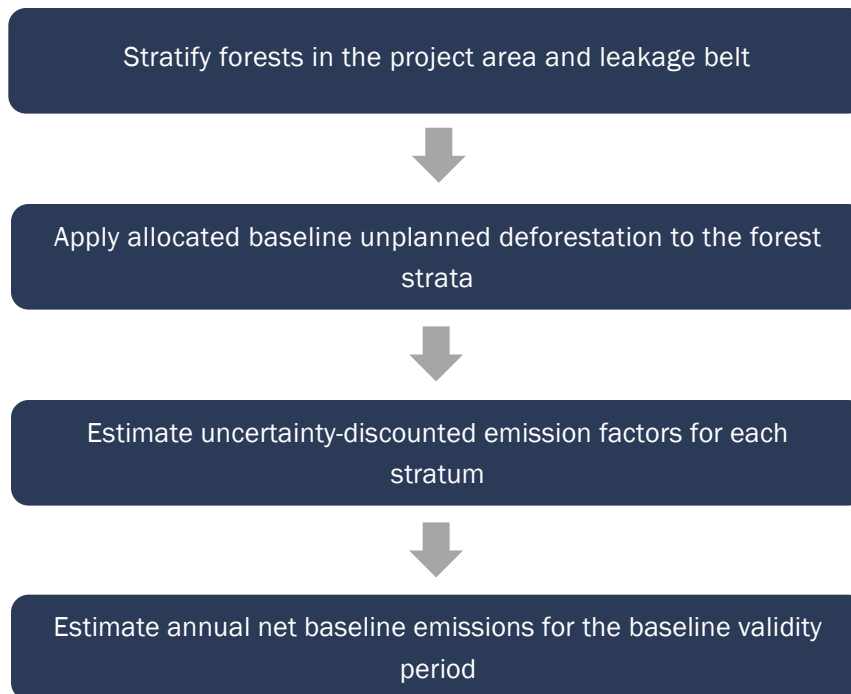 Stratify forests in the project area and leakage belt
Apply allocated baseline unplanned deforestation to the forest
strata
Estimate uncertainty-discounted emission factors for each
stratum
Estimate annual net baseline emissions for the baseline validity
period